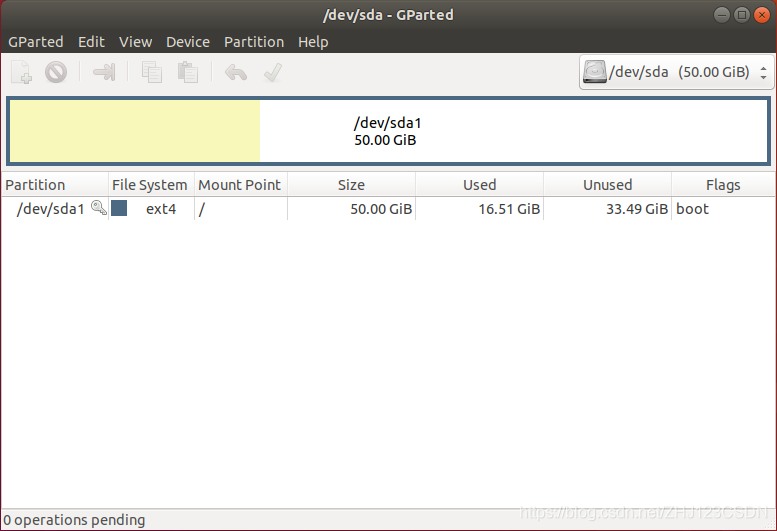 /dev/sda - GParted
GParted Edit View Device Partition Help
/dev/sda (50.00 GiB)
/dev/sda1
50.00 GiB
Partition File System Mount Point Size Used Unused Flags
/dev/sda1 ext4 / 50.00 GiB 16.51 GiB 33.49 GiB boot
0 operations pending
https://blog.csdn.net/ZHJ123CSDN